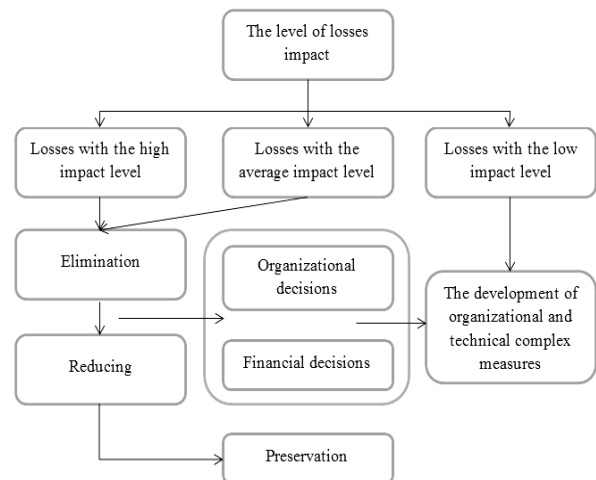 The level of losses
impact
Losses with the high
impact level
Losses with the
average impact level
Losses with the low
impact level
Elimination
Organizational
decisions
The development of
organizational and
technical complex
measures
Reducing
Financial decisions
Preservation